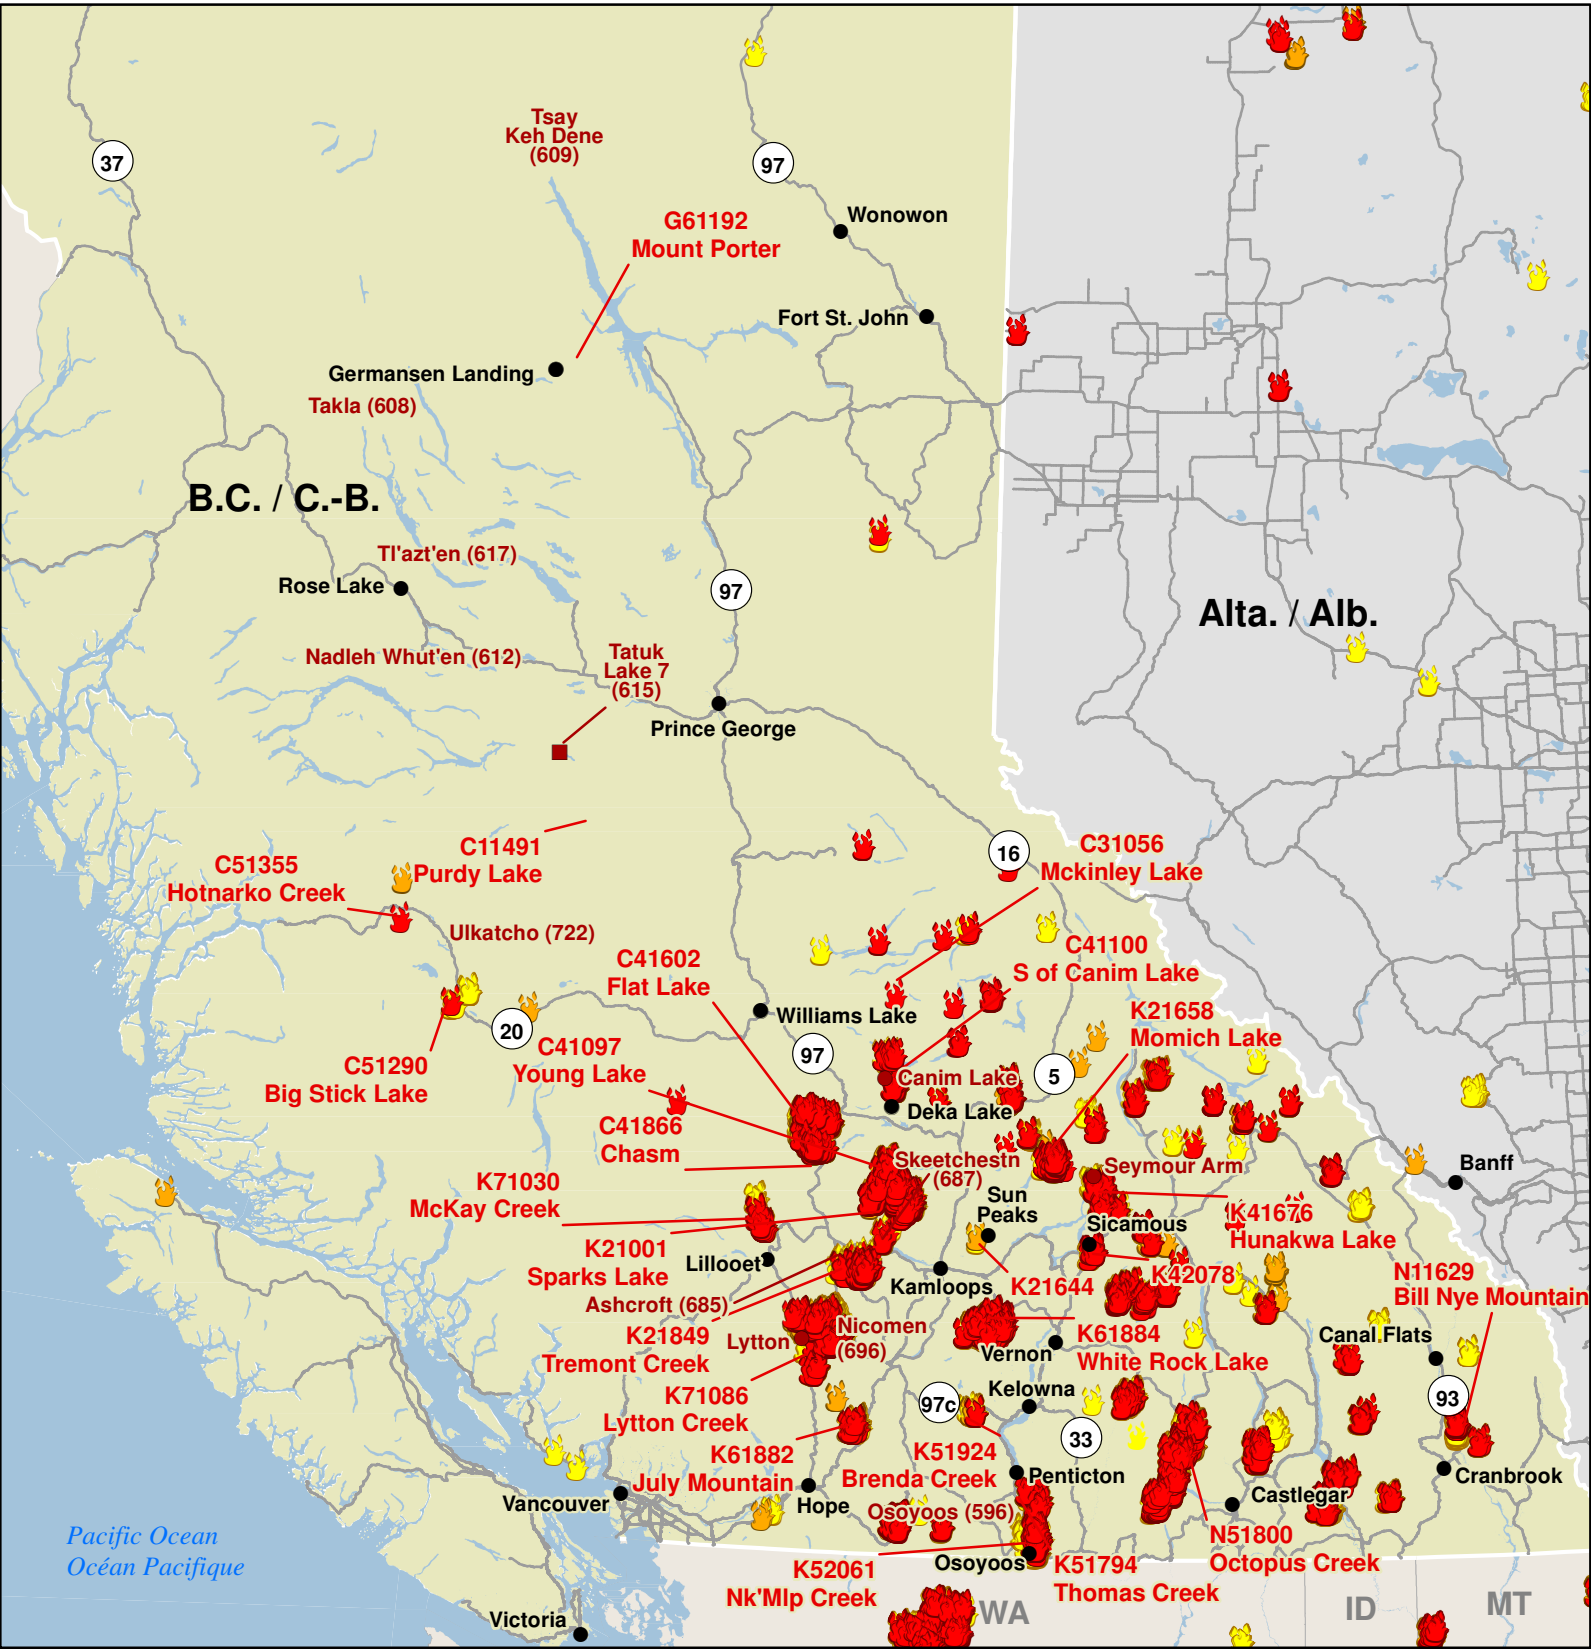 Tsay
Keh Dene
(609)
37
97
G61192
Mount Porter
Wonowon
Fort St. John
Germansen Landing
Takla (608)
B.C. / C.-B.
Tl'azt'en (617)
Rose Lake
97
Alta. / Alb.
Nadleh Whut'en (612)
Tatuk
Lake 7
(615)
Prince George
C11491
Purdy Lake
C51355
Hotnarko Creek
16
C31056
Mckinley Lake
Ulkatcho (722)
C41602
Flat Lake
C41100
S of Canim Lake
Williams Lake
20
97
K21658
Momich Lake
C41097
Young Lake
C51290
Big Stick Lake
Canim Lake
5
Deka Lake
C41866
Chasm
Skeetchestn
(687)
Seymour Arm
Banff
K71030
McKay Creek
Sun
Peaks
Sicamous
K41676
Hunakwa Lake
K21001
Sparks Lake
Lillooet
Kamloops
K21644
K42078
N11629
Bill Nye Mountain
Ashcroft (685)
K21849
Tremont Creek
Lytton
Nicomen
(696)
Vernon
K61884
White Rock Lake
Canal Flats
K71086
Lytton Creek
97c
Kelowna
93
33
K61882
July Mountain
K51924
Brenda Creek
Penticton
Cranbrook
Castlegar
Vancouver
Hope
Osoyoos (596)
Pacific Ocean
Océan Pacifique
N51800
Octopus Creek
K52061
Nk'Mlp Creek
Osoyoos
K51794
Thomas Creek
Victoria
WA
ID
MT